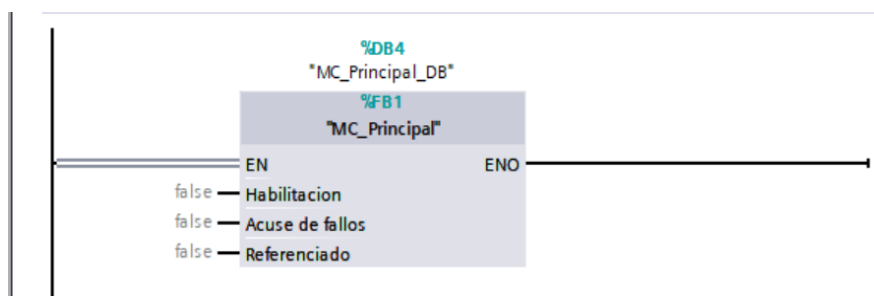 %DB4
"MC_Principal_DB"
%FB1
"MC_Principal"
EN ENO
false Habilitacion
false Acuse de fallos
false Referenciado